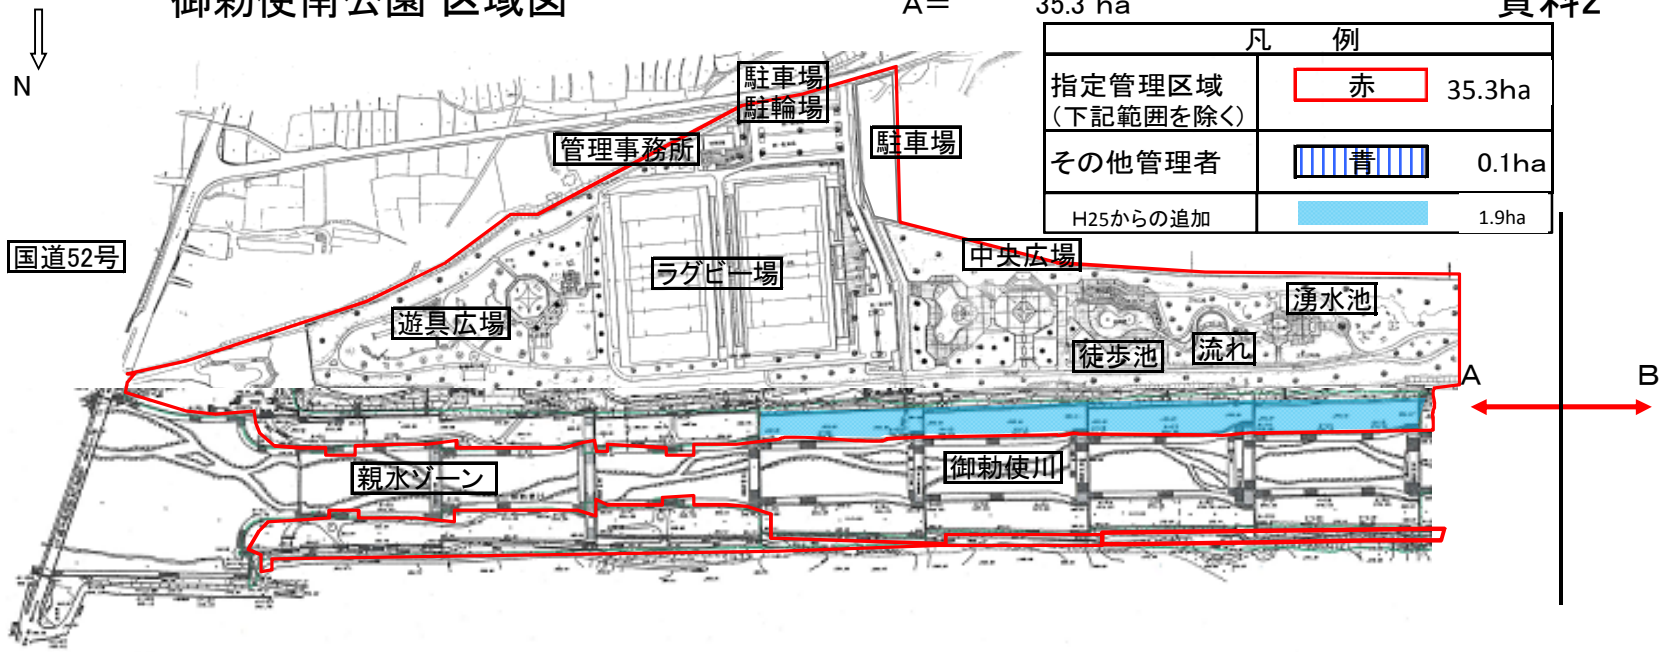 御勅使南公園 区域図
A= 35.3 ha
資料2
N
凡 例
指定管理区域
(下記範囲を除く)
赤
35.3ha
その他管理者
青
0.1ha
H25からの追加
1.9ha
駐車場
駐輪場
管理事務所
駐車場
国道52号
中央広場
ラグビー場
遊具広場
湧水池
徒歩池
流れ
A
B
親水ゾーン
御勅使川